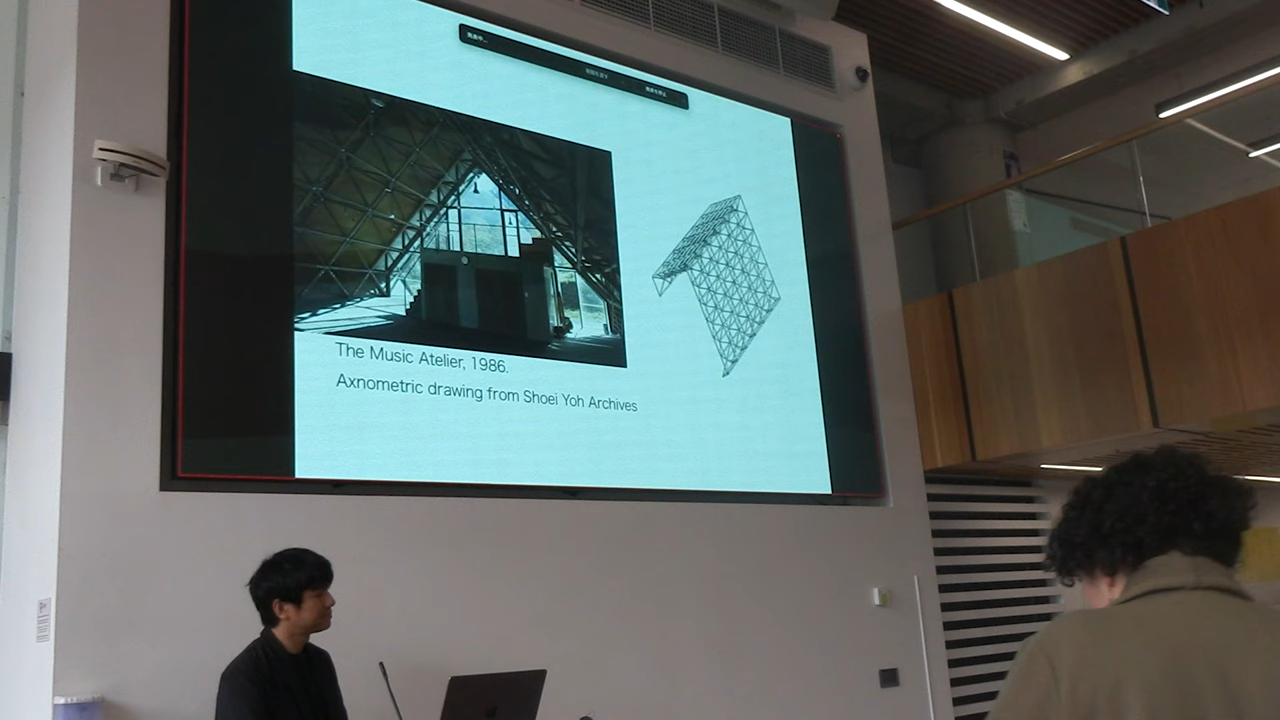 The Music Atelier, 1986.
Axnometric drawing from Shoei Yoh Archives